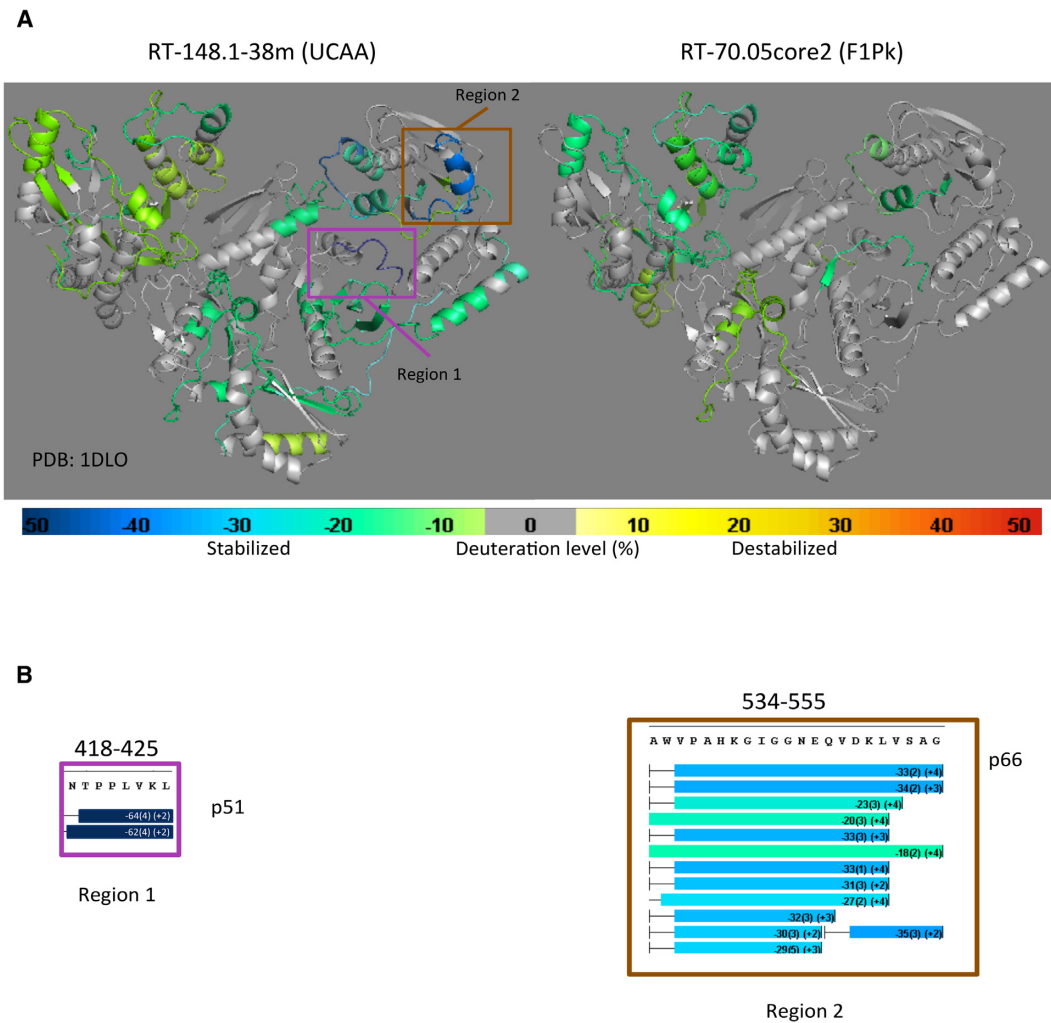 A
RT-148.1-38m (UCAA)
RT-70.05core2 (F1Pk)
Region 2
Region 1
PDB: 1DLO
-50 -40 -30 -20 -10 0 10 20 30 40 50
Stabilized Deuteration level (%) Destabilized
B
418-425
N T P P L V K L
-64(4) (+2)
-62(4) (+2)
p51
Region 1
534-555
A W V P A H K G I G G N E Q V D K L V S A G
-33(2) (+4)
-34(2) (+3)
-23(3) (+4)
-20(3) (+4)
-33(3) (+3)
-18(2) (+4)
-33(1) (+4)
-31(3) (+2)
-27(2) (+4)
-32(3) (+3)
-30(3) (+2) -35(3) (+2)
-29(5) (+3)
p66
Region 2